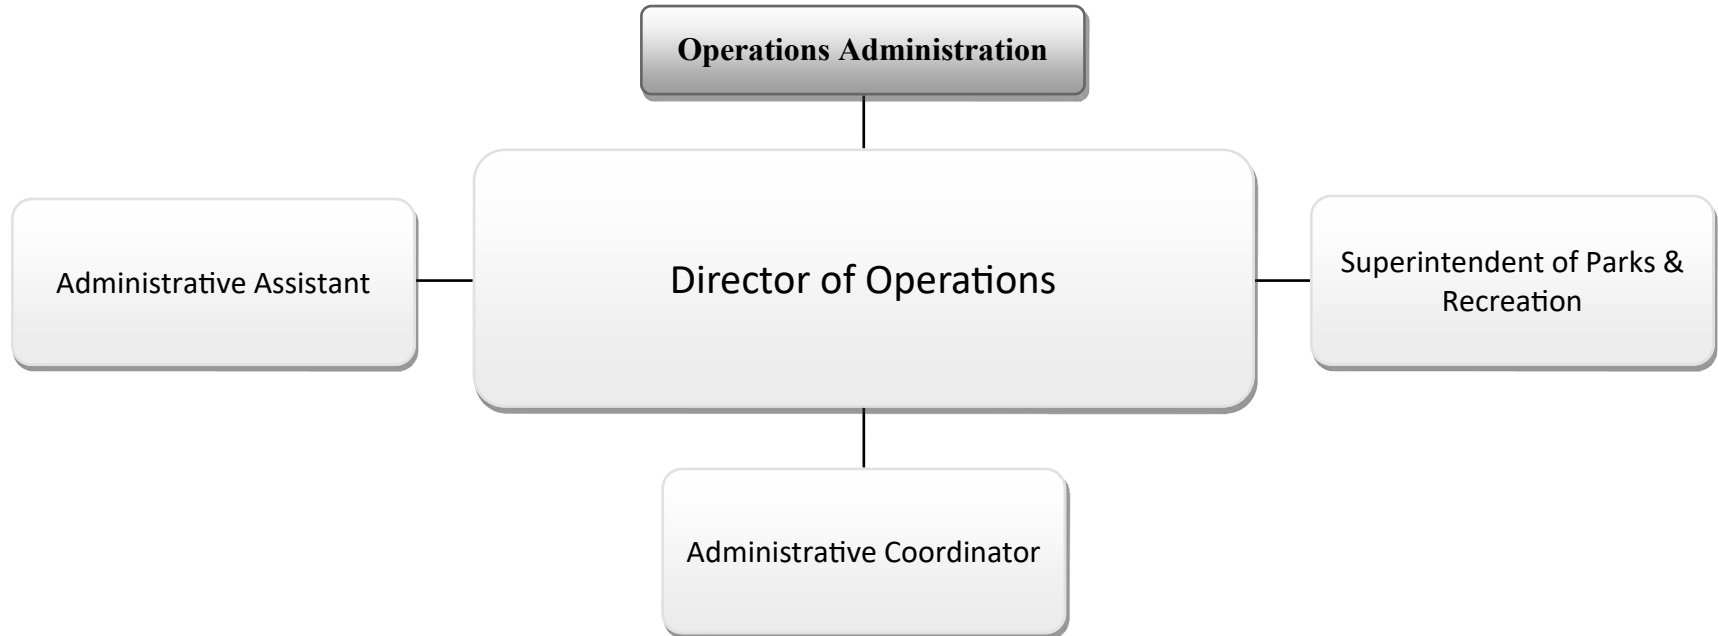 Operations Administration
Administrative Assistant
Director of Operations
Superintendent of Parks &
Recreation
Administrative Coordinator